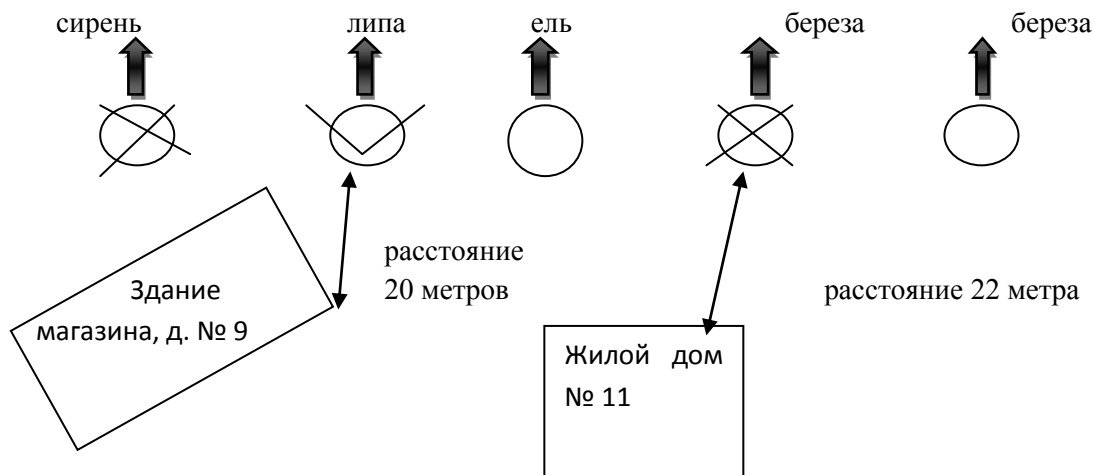 сирень липа ель береза береза
расстояние
20 метров
расстояние 22 метра
Здание
магазина, д. № 9
Жилой дом
№ 11